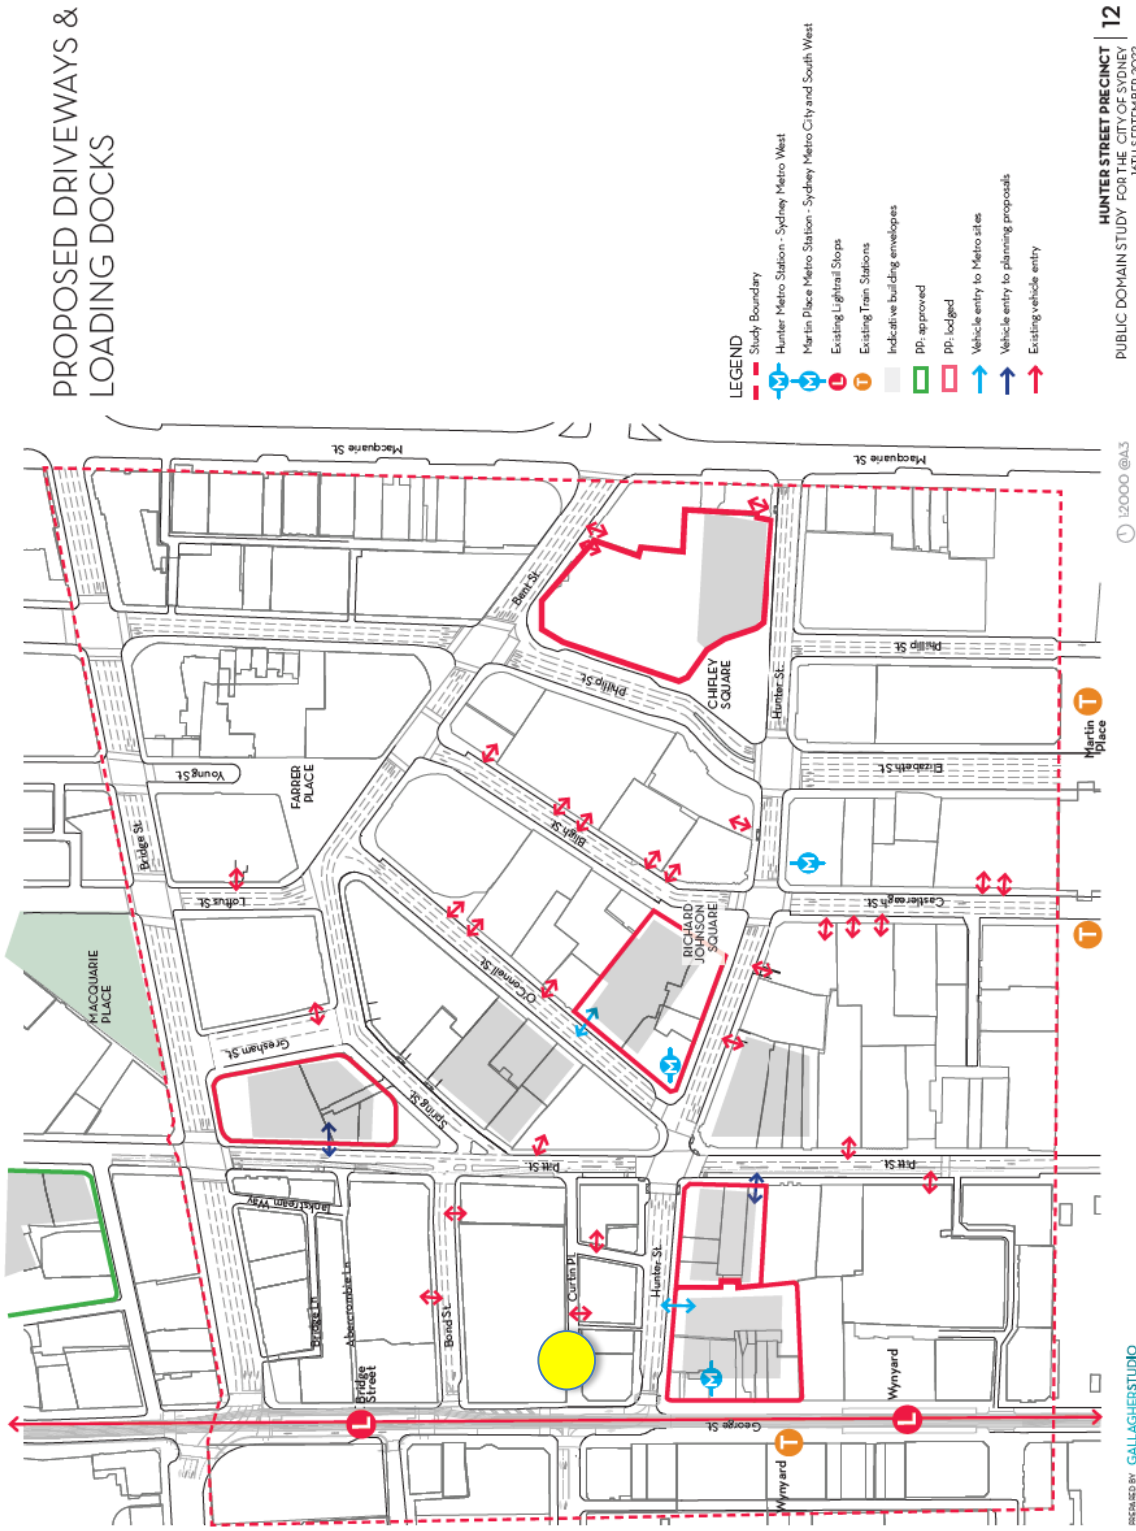 PROPOSED DRIVEWAYS &
LOADING DOCKS
LEGEND
Study Boundary
Hunter Metro Station - Sydney Metro West
Martin Place Metro Station - Sydney Metro City and South West
Existing Lightrail Stops
Existing Train Stations
Indicative building envelopes
PP: approved
PP: lodged
Vehicle entry to Metro sites
Vehicle entry to planning proposals
Existing vehicle entry
M
M
L
T
HUNTER STREET PRECINCT | 12
PUBLIC DOMAIN STUDY FOR THE CITY OF SYDNEY
16TH SEPTEMBER 2022
1:2000 @A3
PREPARED BY GALLAGHERSTUDIO
Macquarie St.
Macquarie St.
Bent St.
Phillip St.
Phillip St.
CHIFLEY
SQUARE
Hunter St.
Martin
Place
T
Elizabeth St.
Young St.
FARRER
PLACE
Bridge St.
Loftus St.
Bligh St.
M
Castlereagh St.
T
RICHARD
JOHNSON
SQUARE
O'Connell St.
MACQUARIE
PLACE
Gresham St.
Spring St.
M
Pitt St.
Pitt St.
Tankstream Way
Bridge Ln
Abercrombie Ln
Bond St.
Curtin Pl.
Hunter St.
M
Bridge
Street
L
Wynyard
L
George St.
Wynyard
T